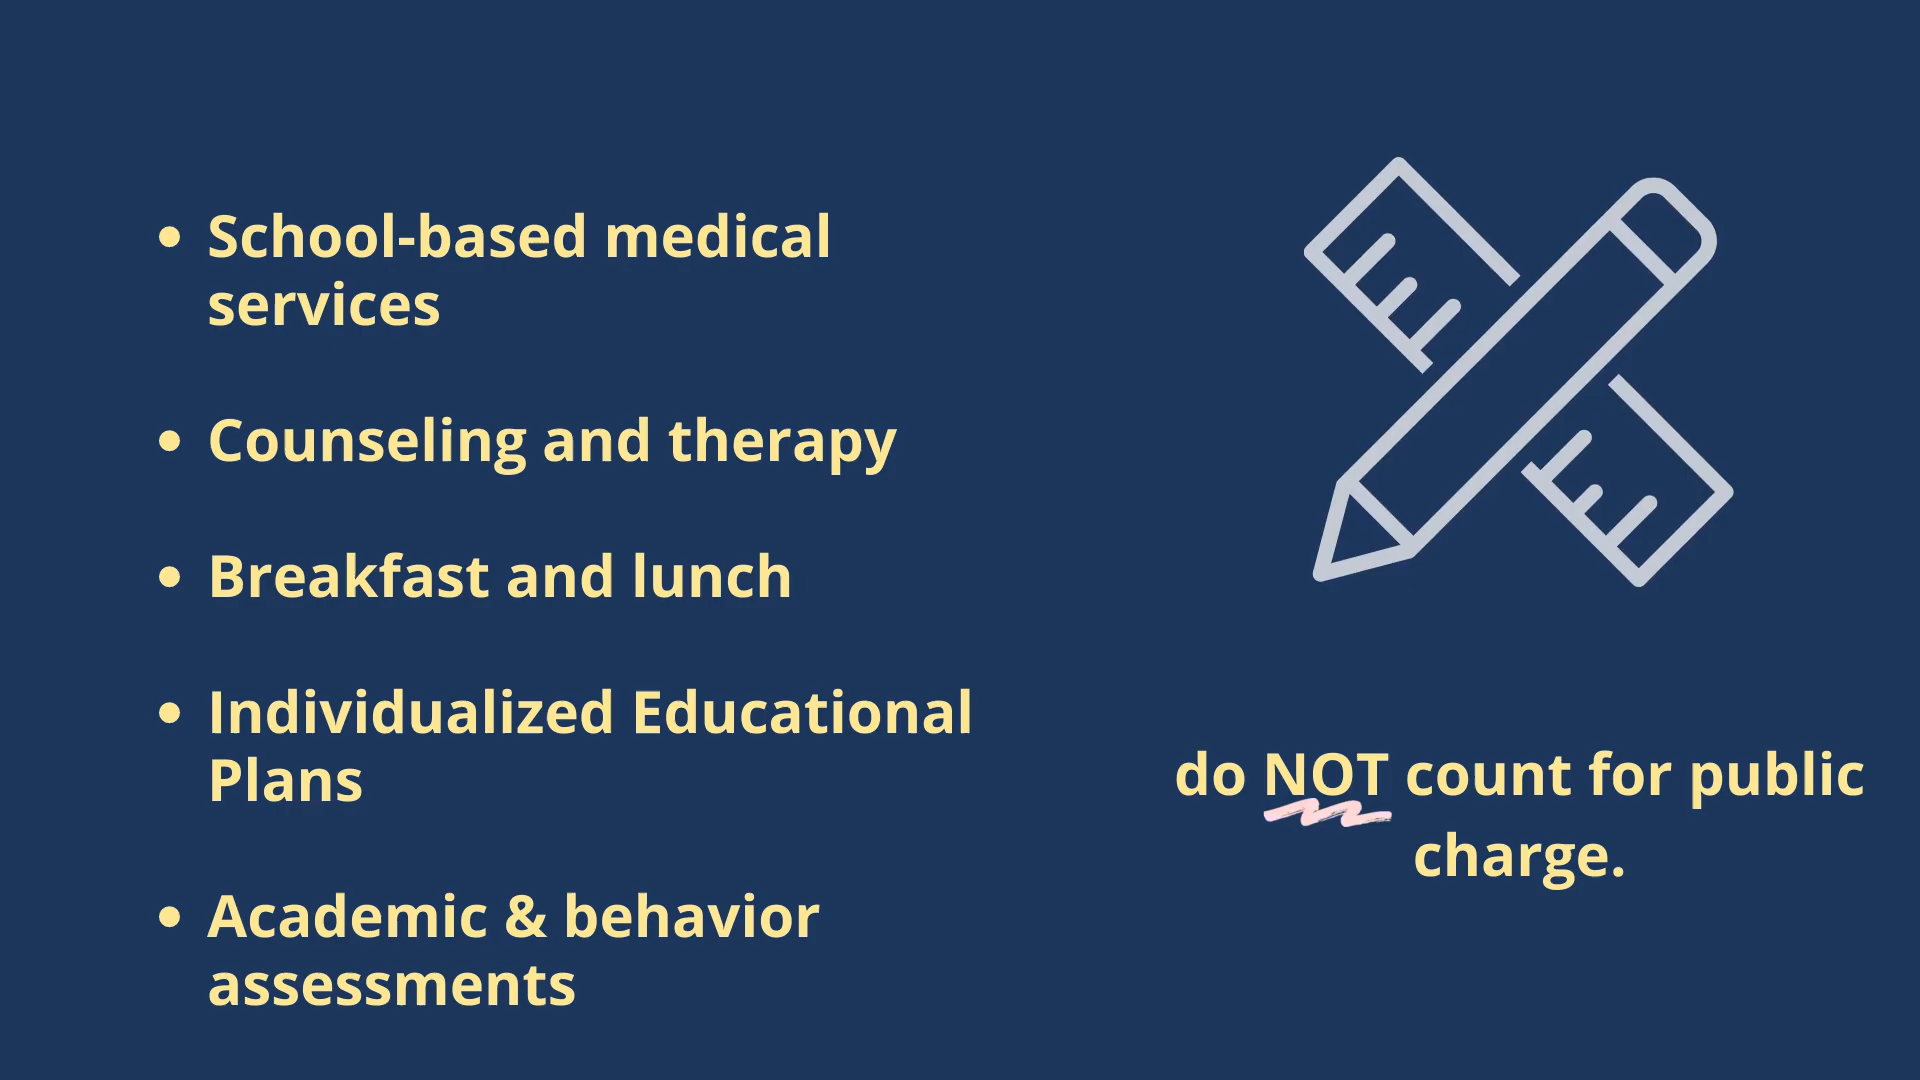 • School-based medical
services
• Counseling and therapy
• Breakfast and lunch
• Individualized Educational
Plans
• Academic & behavior
assessments
do NOT count for public
charge.